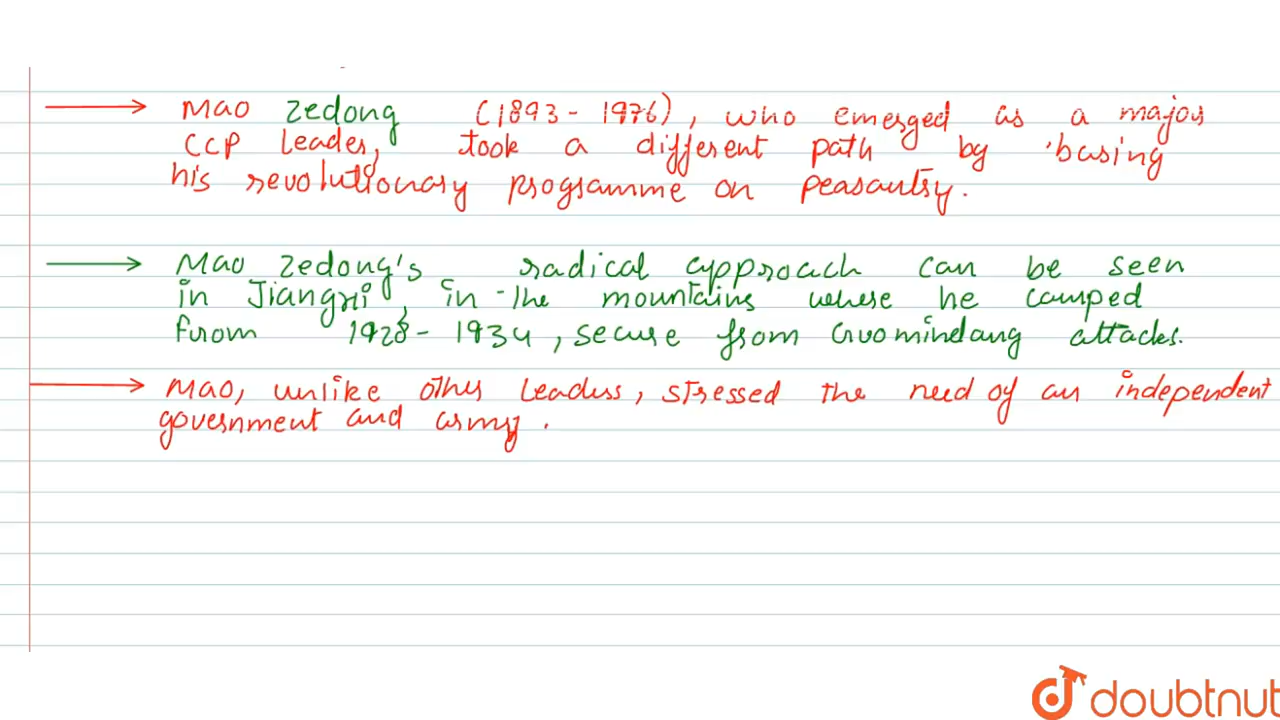 → Mao Zedong (1893 - 1976), who emerged as a major
CCP leader, took a different path by 'basing
his revolutionary programme on peasantry.
→ Mao Zedong's radical approach can be seen
in Jiangxi, in the mountains where he camped
from 1928 - 1934, secure from Guomindang attacks.
→ Mao, unlike other leaders, stressed the need of an independent
government and army.
doubtnut